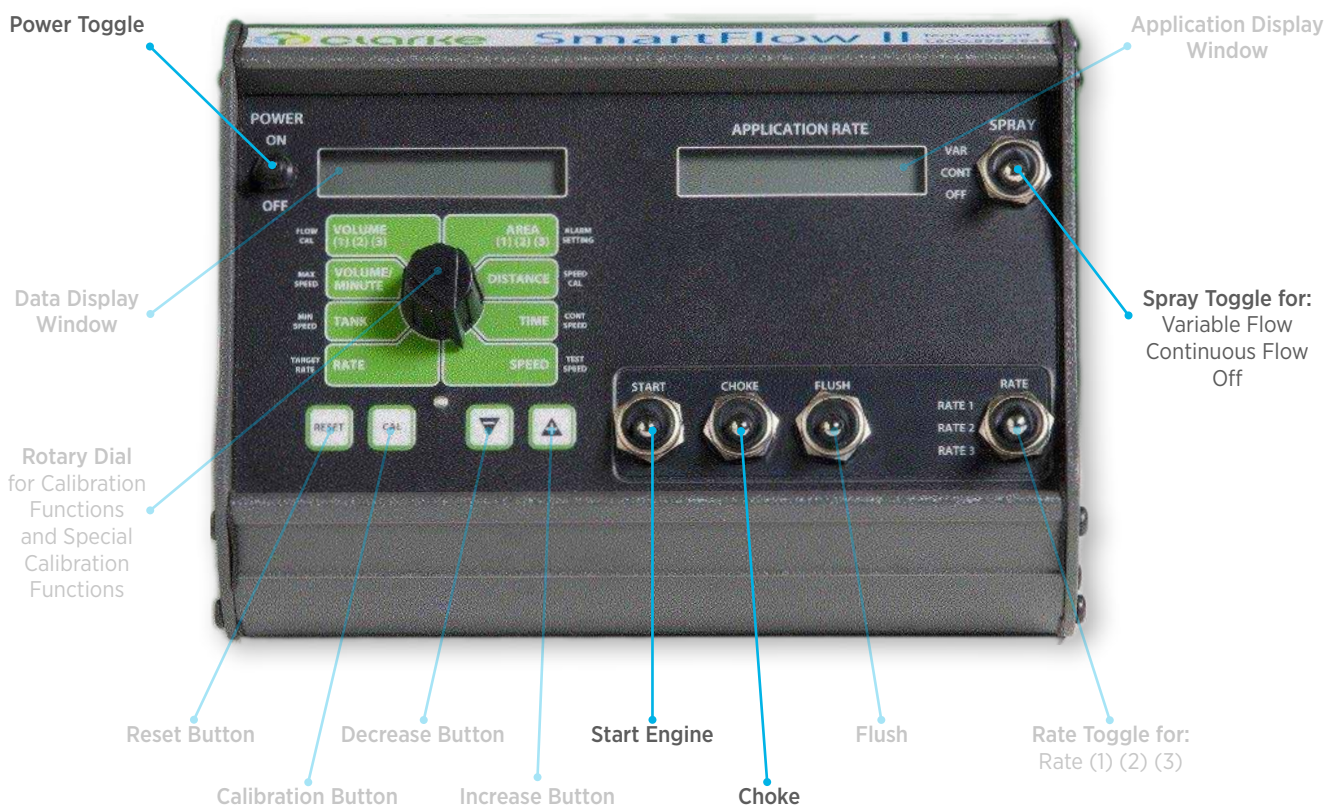 Power Toggle
Application Display
Window
clarke SmartFlow II Tech Support
POWER
ON
OFF
APPLICATION RATE
SPRAY
VAR
CONT
OFF
FLOW
CAL
VOLUME
(1) (2) (3)
AREA
(1) (2) (3)
ALARM
SETTING
MAX
SPEED
VOLUME/
MINUTE
DISTANCE
SPEED
CAL
MIN
SPEED
TANK
TIME
CONT
SPEED
TARGET
RATE
RATE
SPEED
TEST
SPEED
Data Display
Window
Spray Toggle for:
Variable Flow
Continuous Flow
Off
START
CHOKE
FLUSH
RATE
RATE 1
RATE 2
RATE 3
RESET
CAL
Rotary Dial
for Calibration
Functions
and Special
Calibration
Functions
Reset Button
Decrease Button
Start Engine
Flush
Rate Toggle for:
Rate (1) (2) (3)
Calibration Button
Increase Button
Choke